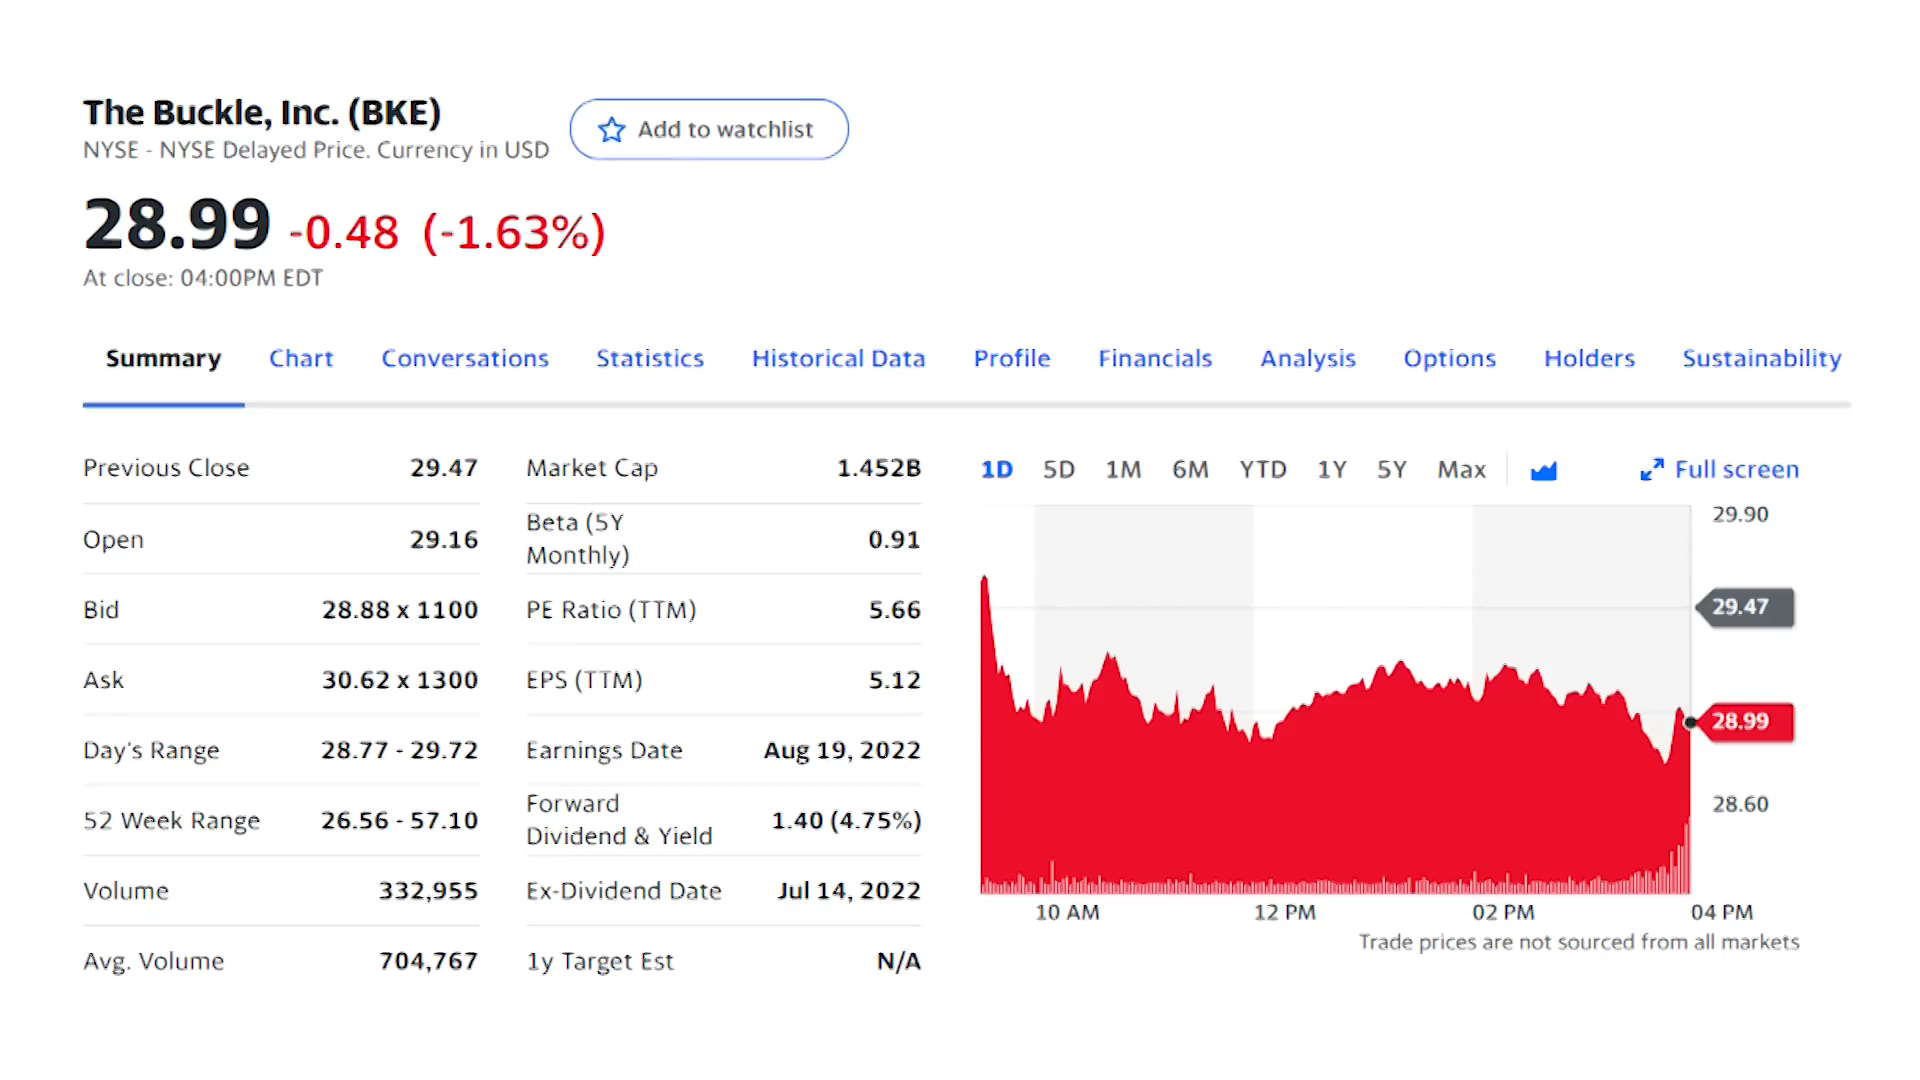 The Buckle, Inc. (BKE)
NYSE - NYSE Delayed Price. Currency in USD
Add to watchlist
28.99 -0.48 (-1.63%)
At close: 04:00PM EDT
Summary Chart Conversations Statistics Historical Data Profile Financials Analysis Options Holders Sustainability
Previous Close 29.47
Open 29.16
Bid 28.88 x 1100
Ask 30.62 x 1300
Day's Range 28.77 - 29.72
52 Week Range 26.56 - 57.10
Volume 332,955
Avg. Volume 704,767
Market Cap 1.452B
Beta (5Y
Monthly) 0.91
PE Ratio (TTM) 5.66
EPS (TTM) 5.12
Earnings Date Aug 19, 2022
Forward
Dividend & Yield 1.40 (4.75%)
Ex-Dividend Date Jul 14, 2022
1y Target Est N/A
1D 5D 1M 6M YTD 1Y 5Y Max Full screen
29.90
29.47
28.99
28.60
10 AM 12 PM 02 PM 04 PM
Trade prices are not sourced from all markets